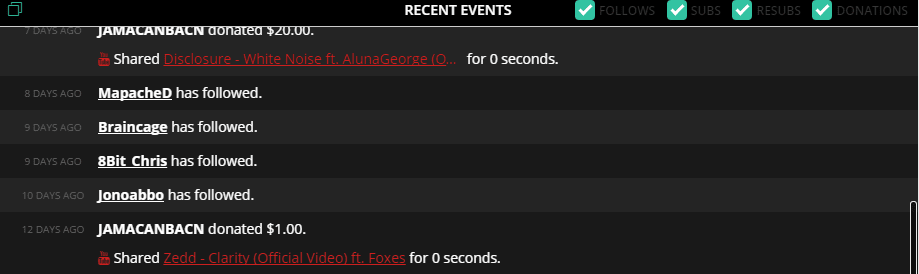 RECENT EVENTS
FOLLOWS
SUBS
RESUBS
DONATIONS
7 DAYS AGO JAMACANBACN donated $20.00.
Shared Disclosure - White Noise ft. AlunaGeorge (O... for 0 seconds.
8 DAYS AGO MapacheD has followed.
9 DAYS AGO Braincage has followed.
9 DAYS AGO 8Bit_Chris has followed.
10 DAYS AGO Jonoabbo has followed.
12 DAYS AGO JAMACANBACN donated $1.00.
Shared Zedd - Clarity (Official Video) ft. Foxes for 0 seconds.